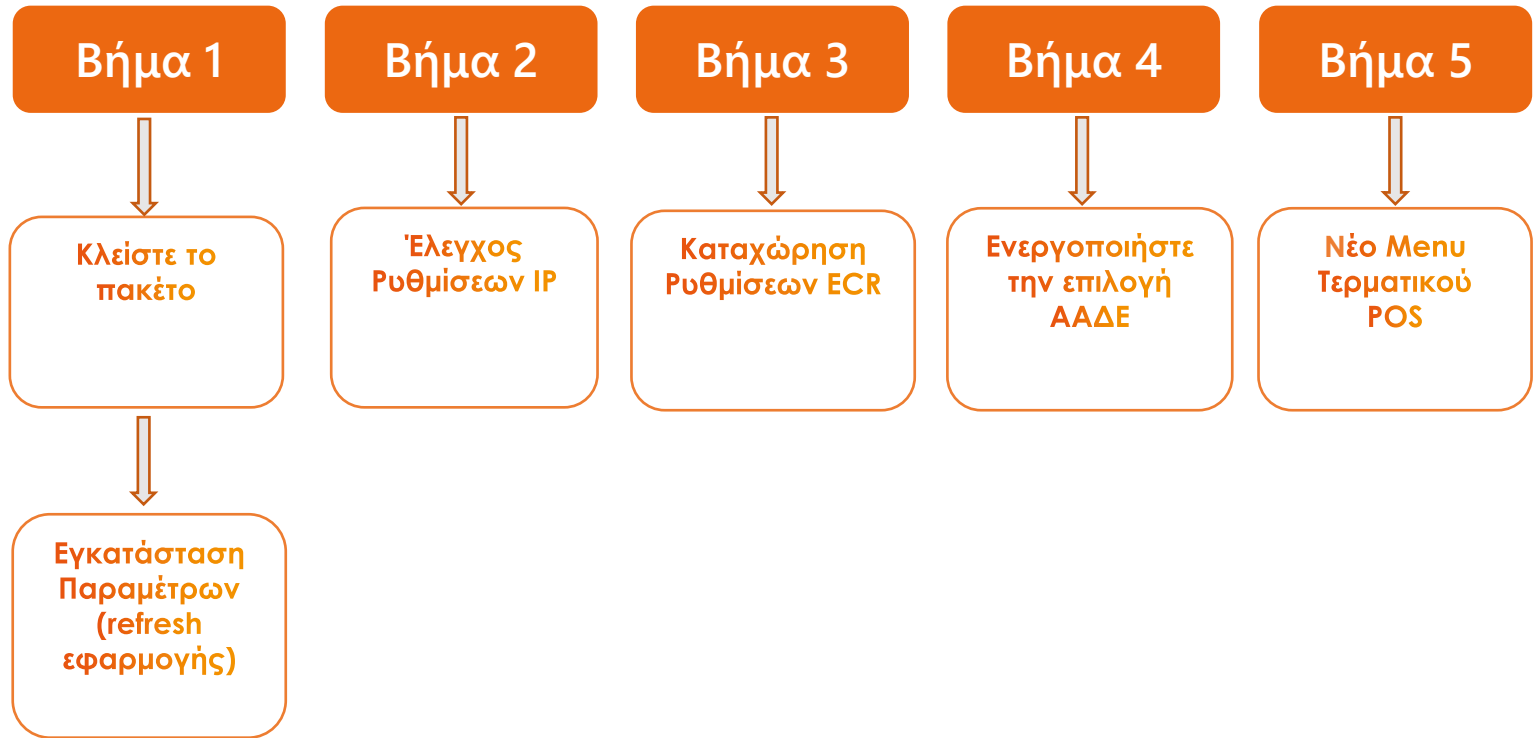 Βήμα 1
Βήμα 2
Βήμα 3
Βήμα 4
Βήμα 5
Κλείστε το
πακέτο
Έλεγχος
Ρυθμίσεων IP
Καταχώρηση
Ρυθμίσεων ECR
Ενεργοποιήστε
την επιλογή
ΑΑΔΕ
Νέο Menu
Τερματικού
POS
Εγκατάσταση
Παραμέτρων
(refresh
εφαρμογής)